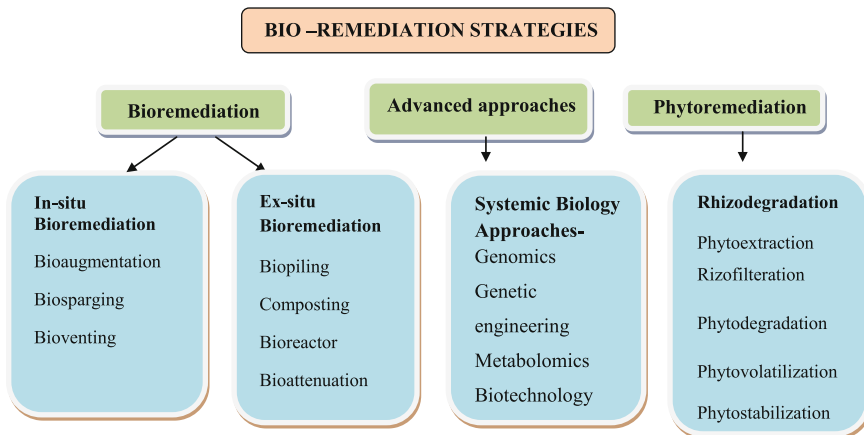 BIO –REMEDIATION STRATEGIES
Bioremediation
Advanced approaches
Phytoremediation
In-situ
Bioremediation
Bioaugmentation
Biosparging
Bioventing
Ex-situ
Bioremediation
Biopiling
Composting
Bioreactor
Bioattenuation
Systemic Biology
Approaches-
Genomics
Genetic
engineering
Metabolomics
Biotechnology
Rhizodegradation
Phytoextraction
Rizofilteration
Phytodegradation
Phytovolatilization
Phytostabilization